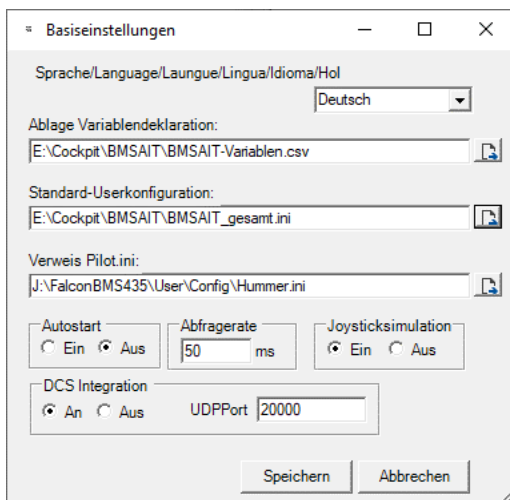 Basiseinstellungen
Sprache/Language/Laungue/Lingua/Idioma/Hol
Deutsch
Ablage Variablendeklaration:
E:\Cockpit\BMSAIT\BMSAIT-Variablen.csv
Standard-Userkonfiguration:
E:\Cockpit\BMSAIT\BMSAIT_gesamt.ini
Verweis Pilot.ini:
J:\FalconBMS435\User\Config\Hummer.ini
Autostart Abfragerate Joysticksimulation
Ein Aus 50 ms Ein Aus
DCS Integration
An Aus UDPPort 20000
Speichern Abbrechen